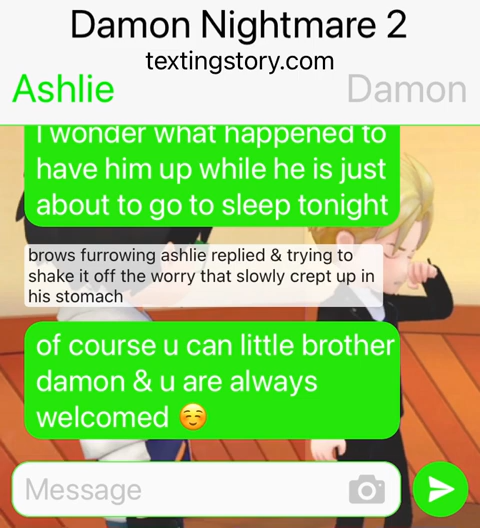 Damon Nightmare 2
textingstory.com
Ashlie
Damon
I wonder what happened to
have him up while he is just
about to go to sleep tonight
brows furrowing ashlie replied & trying to
shake it off the worry that slowly crept up in
his stomach
of course u can little brother
damon & u are always
welcomed ☺️
Message